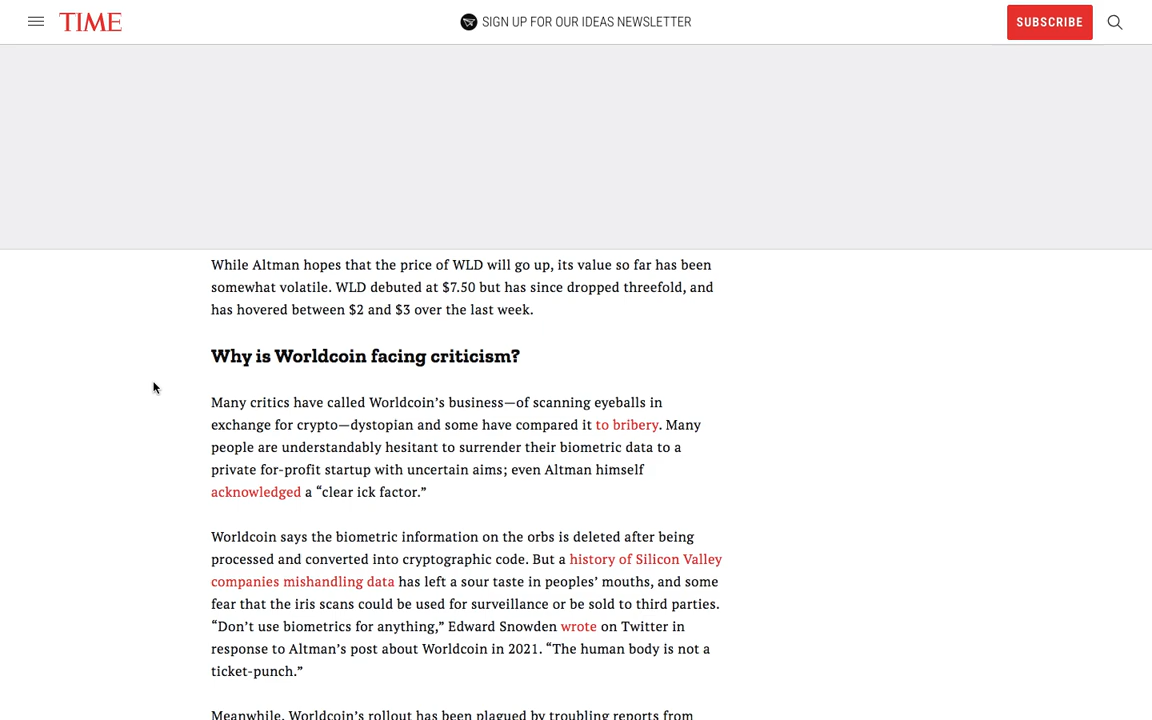 TIME
SIGN UP FOR OUR IDEAS NEWSLETTER
SUBSCRIBE
While Altman hopes that the price of WLD will go up, its value so far has been
somewhat volatile. WLD debuted at $7.50 but has since dropped threefold, and
has hovered between $2 and $3 over the last week.
Why is Worldcoin facing criticism?
Many critics have called Worldcoin’s business—of scanning eyeballs in
exchange for crypto—dystopian and some have compared it to bribery. Many
people are understandably hesitant to surrender their biometric data to a
private for-profit startup with uncertain aims; even Altman himself
acknowledged a “clear ick factor.”
Worldcoin says the biometric information on the orbs is deleted after being
processed and converted into cryptographic code. But a history of Silicon Valley
companies mishandling data has left a sour taste in peoples’ mouths, and some
fear that the iris scans could be used for surveillance or be sold to third parties.
“Don’t use biometrics for anything,” Edward Snowden wrote on Twitter in
response to Altman’s post about Worldcoin in 2021. “The human body is not a
ticket-punch.”
Meanwhile, Worldcoin’s rollout has been plagued by troubling reports from